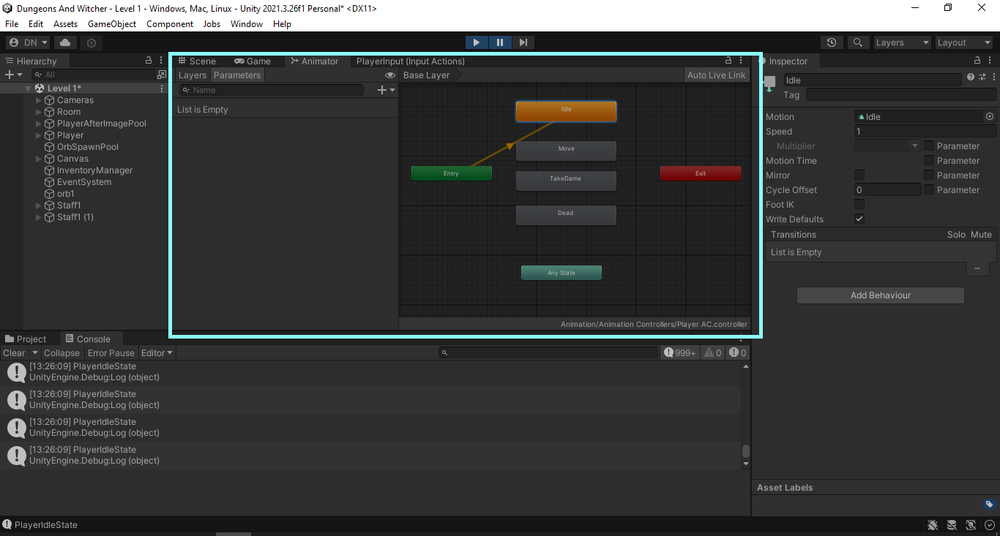 Dungeons And Witcher - Level 1 - Windows, Mac, Linux - Unity 2021.3.26f1 Personal* <DX11>
File Edit Assets GameObject Component Jobs Window Help
DN Layers Layout
Hierarchy
All
Level 1*
Cameras
Room
PlayerAfterImagePool
Player
OrbSpawnPool
Canvas
InventoryManager
EventSystem
orb1
Staff1
Staff1 (1)
Scene Game Animator PlayerInput (Input Actions)
Layers Parameters Base Layer Auto Live Link
Name
List is Empty
Idle
Move
Entry
TakeDame
Exit
Dead
Any State
Animation/Animation Controllers/Player AC.controller
Inspector
Idle
Tag
Motion Idle
Speed 1
Multiplier Parameter
Motion Time Parameter
Mirror Parameter
Cycle Offset 0 Parameter
Foot IK
Write Defaults
Transitions Solo Mute
List is Empty
Add Behaviour
Asset Labels
Project Console
Clear Collapse Error Pause Editor 999+ 0 0
[13:26:09] PlayerIdleState
UnityEngine.Debug:Log (object)
[13:26:09] PlayerIdleState
UnityEngine.Debug:Log (object)
[13:26:09] PlayerIdleState
UnityEngine.Debug:Log (object)
[13:26:09] PlayerIdleState
UnityEngine.Debug:Log (object)
PlayerIdleState